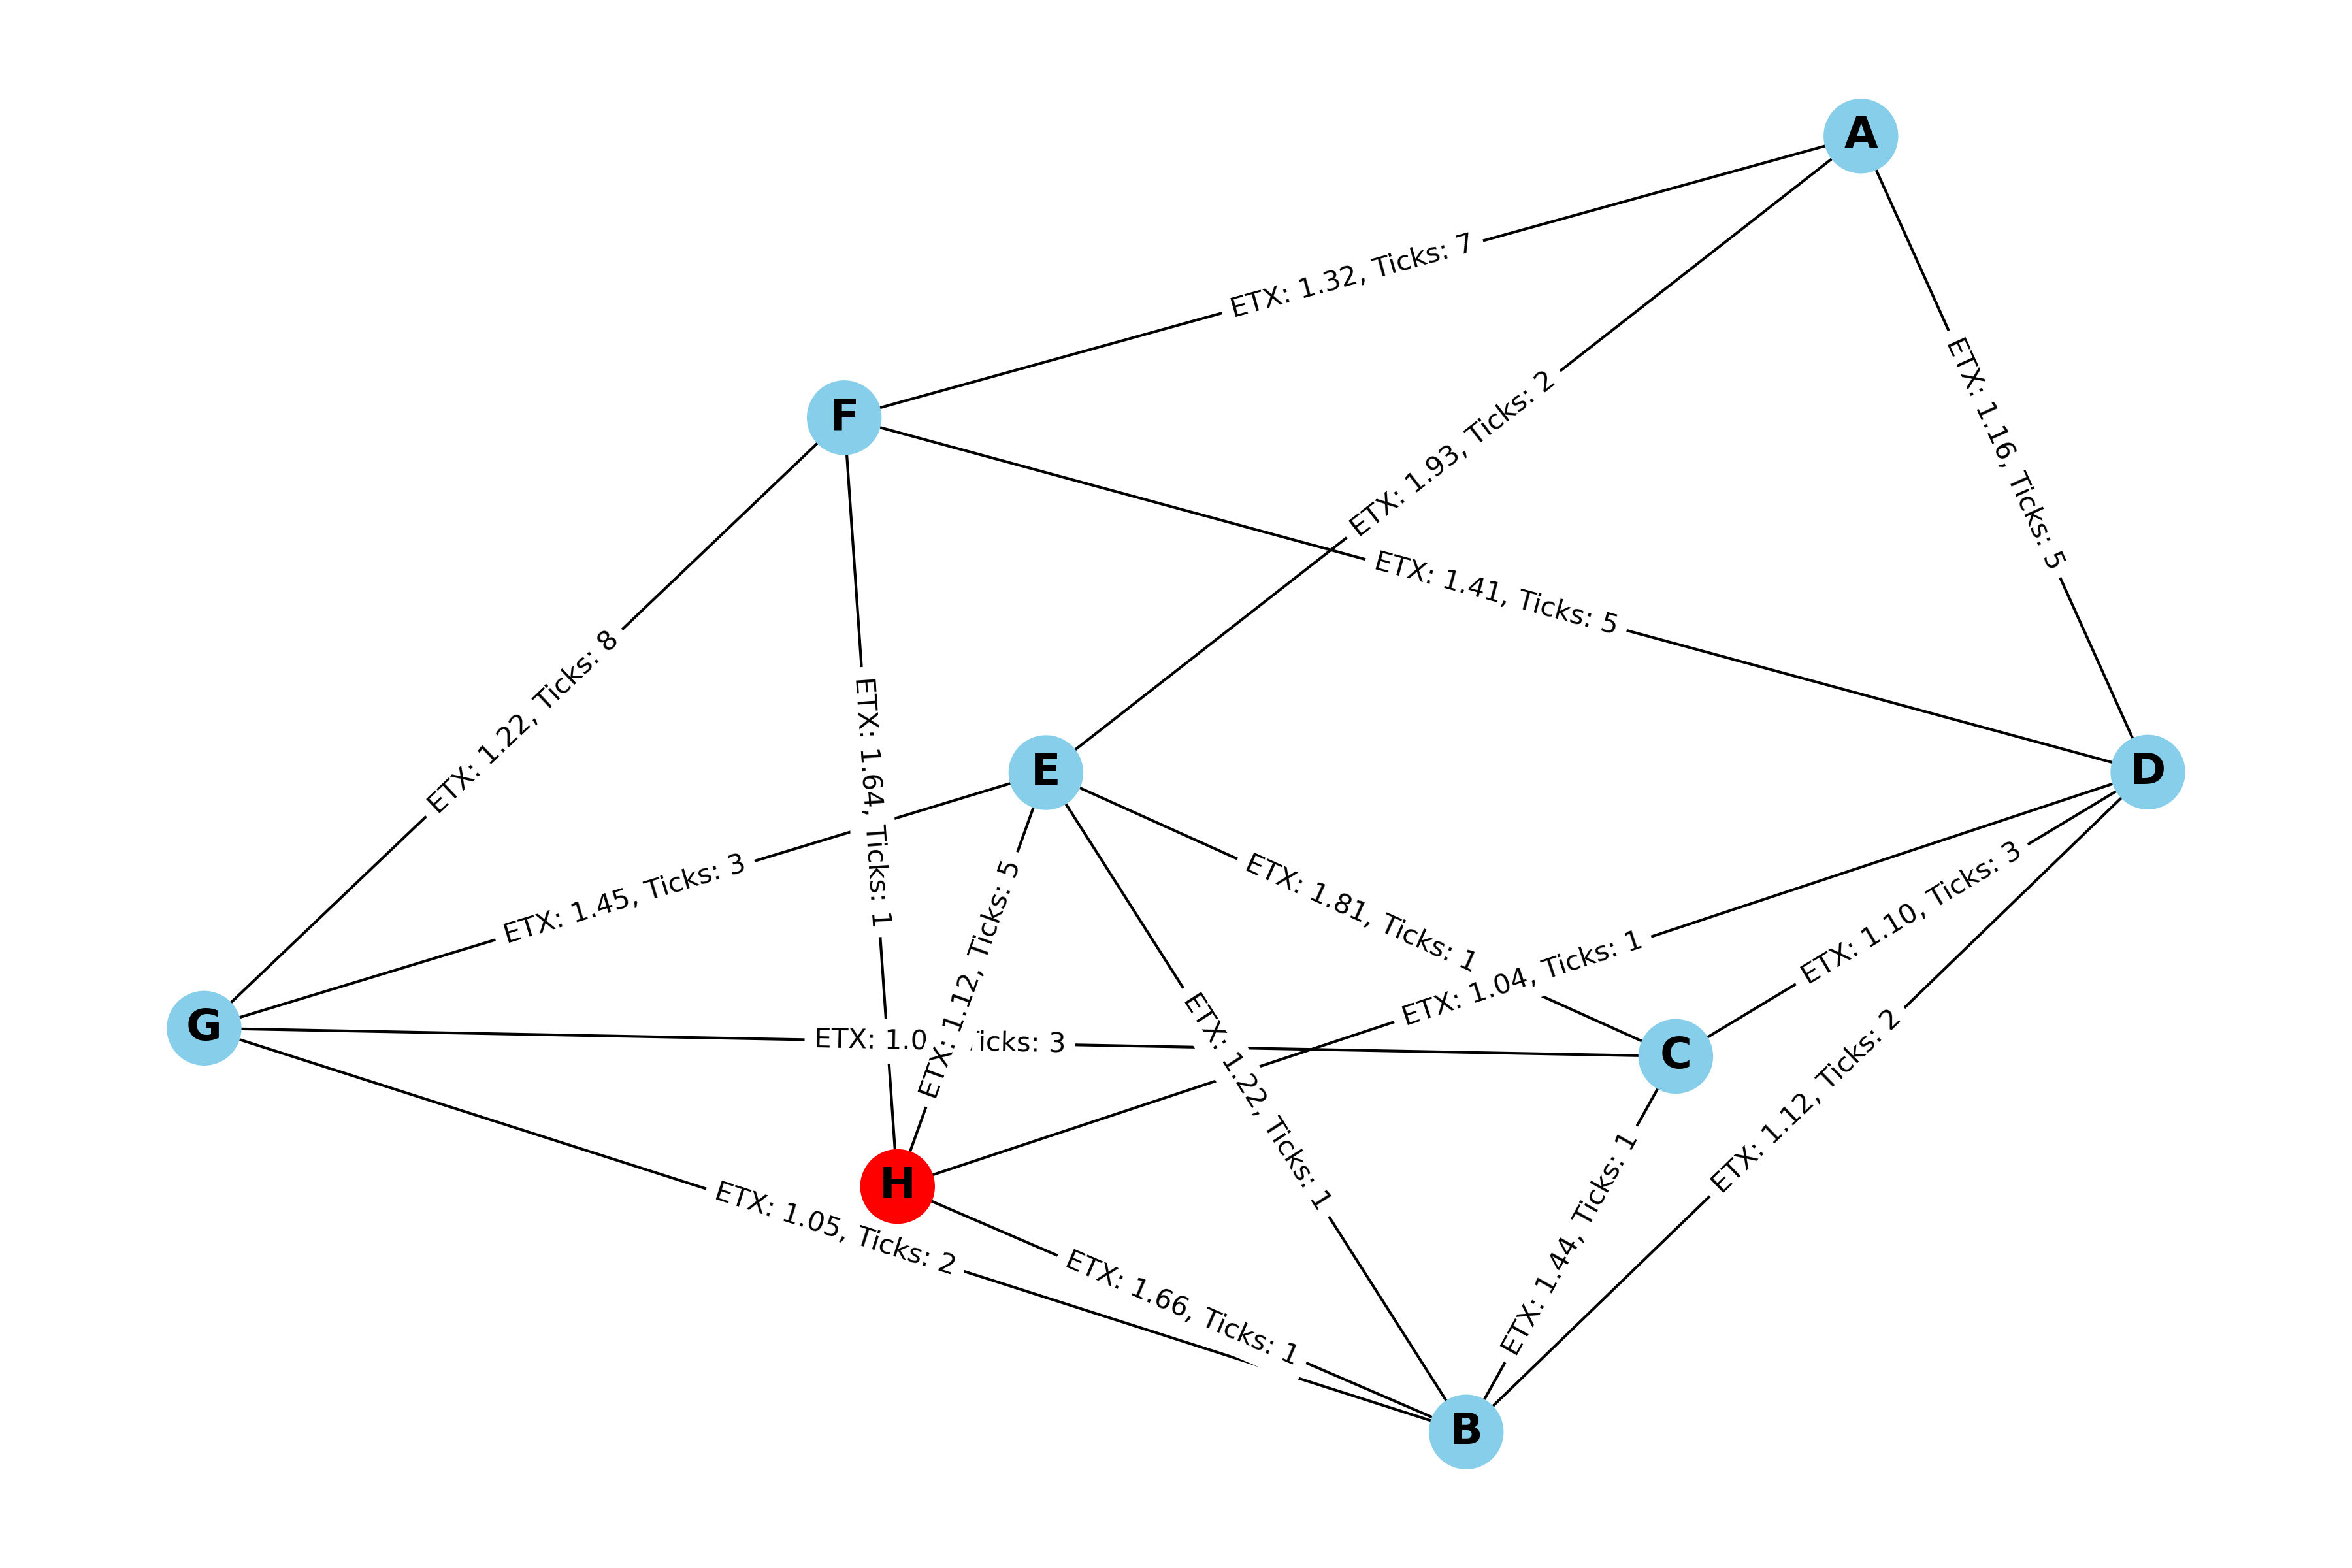 A
ETX: 1.32, Ticks: 7
ETX: 1.16, Ticks: 5
F
ETX: 1.93, Ticks: 2
ETX: 1.41, Ticks: 5
ETX: 1.22, Ticks: 8
ETX: 1.64, Ticks: 1
E
D
ETX: 1.45, Ticks: 3
ETX: 1.12, Ticks: 5
ETX: 1.81, Ticks: 1
ETX: 1.04, Ticks: 1
ETX: 1.10, Ticks: 3
G
ETX: 3
ETX: 1.22, Ticks: 1
C
ETX: 1.12, Ticks: 2
H
ETX: 1.05, Ticks: 2
ETX: 1.66, Ticks: 1
ETX: 1.44, Ticks: 1
B